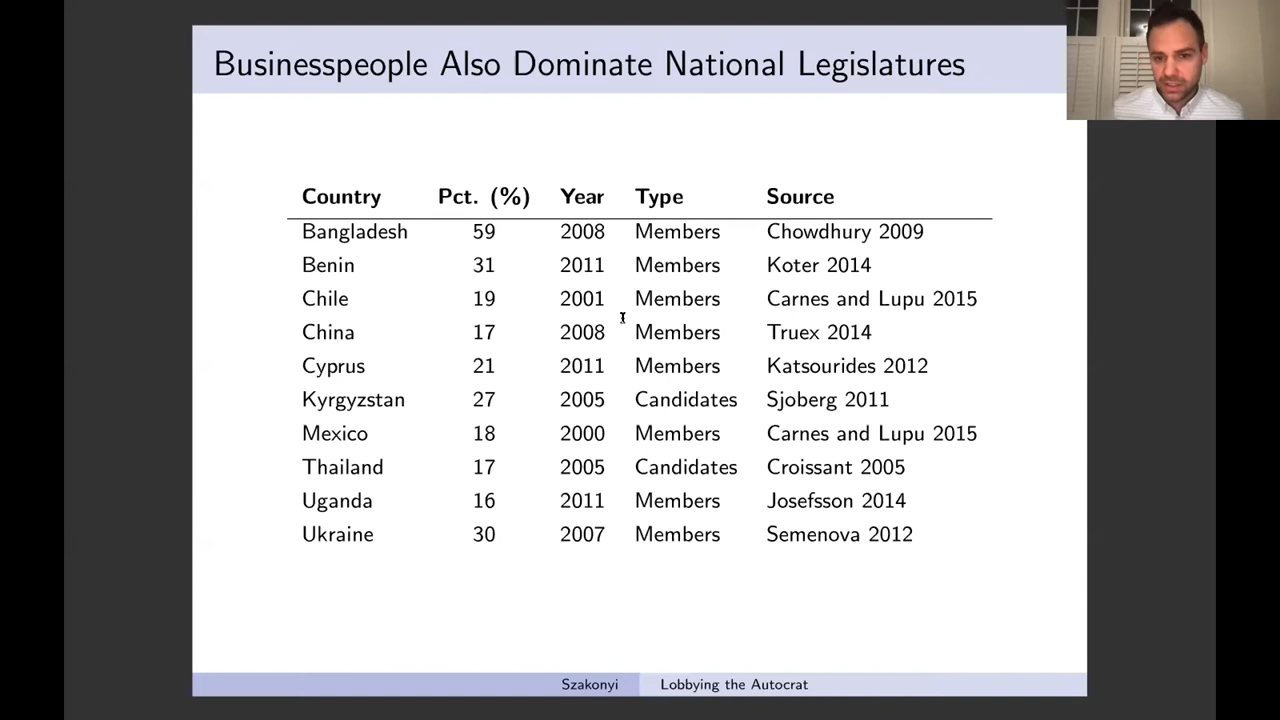 Businesspeople Also Dominate National Legislatures
Country Pct. (%) Year Type Source
Bangladesh 59 2008 Members Chowdhury 2009
Benin 31 2011 Members Koter 2014
Chile 19 2001 Members Carnes and Lupu 2015
China 17 2008 Members Truex 2014
Cyprus 21 2011 Members Katsourides 2012
Kyrgyzstan 27 2005 Candidates Sjoberg 2011
Mexico 18 2000 Members Carnes and Lupu 2015
Thailand 17 2005 Candidates Croissant 2005
Uganda 16 2011 Members Josefsson 2014
Ukraine 30 2007 Members Semenova 2012
Szakonyi Lobbying the Autocrat